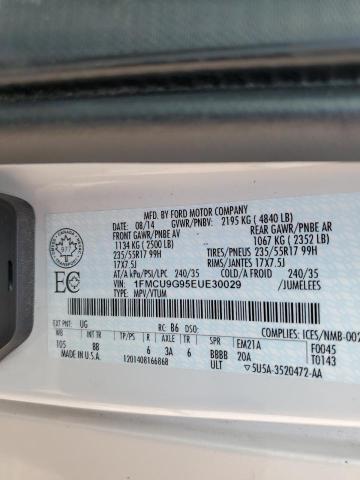 MFD. BY FORD MOTOR COMPANY
DATE: 08/14 GVWR/PNBV: 2195 KG ( 4840 LB)
FRONT GAWR/PNBE AV REAR GAWR/PNBE AR
1134 KG ( 2500 LB) 1067 KG ( 2352 LB)
235/55R17 99H TIRES/PNEUS 235/55R17 99H
17X7.5J RIMS/JANTES 17X7.5J
AT/A kPa/PSI/LPC 240/35 COLD/A FROID 240/35
VIN: 1FMCU9G95EUE30029 /JUMELEES
TYPE: MPV/VTUM
EC
EXT PNT: UG RC: B6 DSO: CUMPLE ICES/NMB-002
WB INT TR TP/PS R AXLE TR SPR EM21A F0045
105 BB 6 3A 6 BBBB 20A T0143
MADE IN U.S.A. 1201408166868 ULT 5U5A-3520472-AA